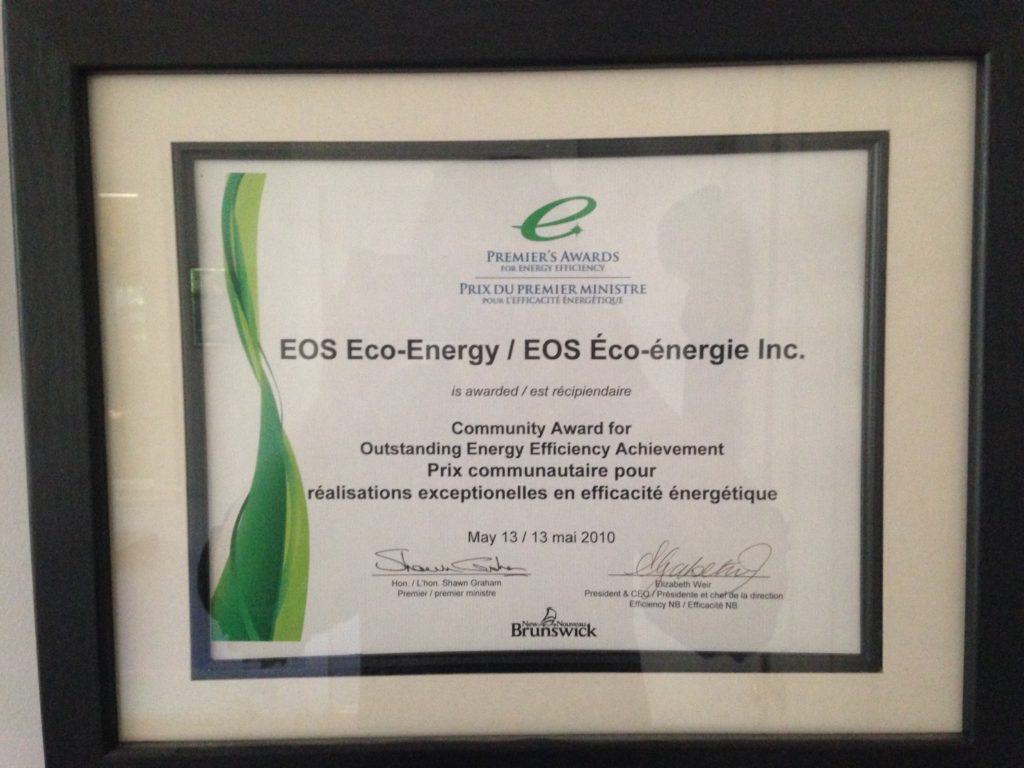 e
PREMIER'S AWARDS
FOR ENERGY EFFICIENCY
PRIX DU PREMIER MINISTRE
POUR L'EFFICACITÉ ÉNERGÉTIQUE
EOS Eco-Energy / EOS Éco-énergie Inc.
is awarded / est récipiendaire
Community Award for
Outstanding Energy Efficiency Achievement
Prix communautaire pour
réalisations exceptionelles en efficacité énergétique
May 13 / 13 mai 2010
Shawn Graham
Hon. / L'hon. Shawn Graham
Premier / premier ministre
Elizabeth Weir
President & CEO / Présidente et chef de la direction
Efficiency NB / Efficacité NB
New Nouveau
Brunswick